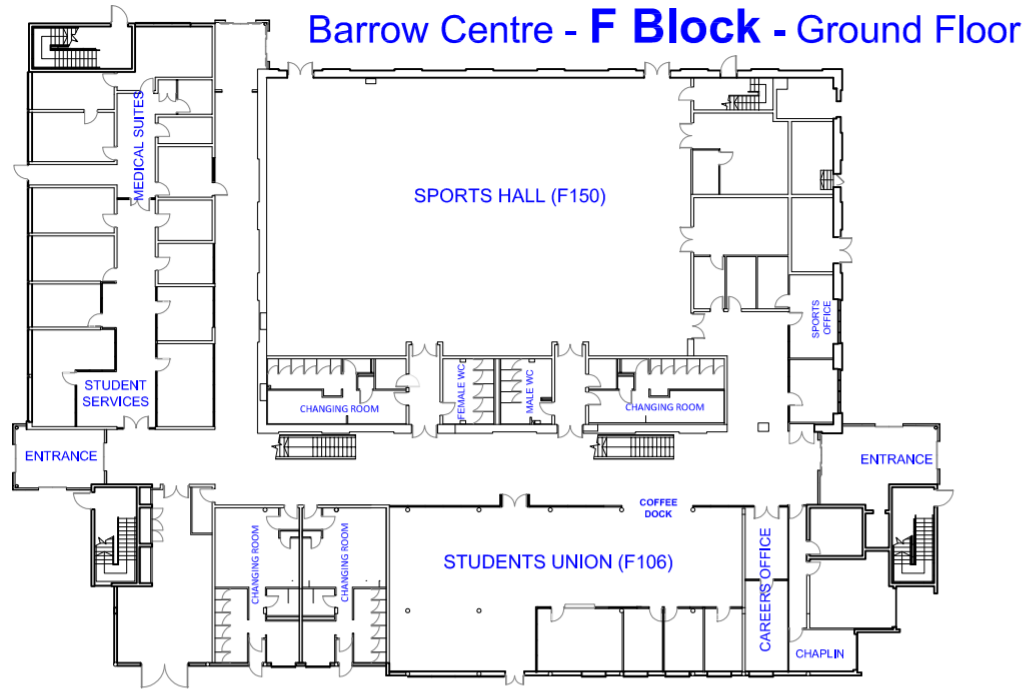 Barrow Centre - F Block - Ground Floor
MEDICAL SUITES
SPORTS HALL (F150)
SPORTS
OFFICE
STUDENT
SERVICES
CHANGING ROOM
FEMALE WC
MALE WC
CHANGING ROOM
ENTRANCE
ENTRANCE
COFFEE
DOCK
CHANGING ROOM
CHANGING ROOM
STUDENTS UNION (F106)
CAREERS OFFICE
CHAPLIN